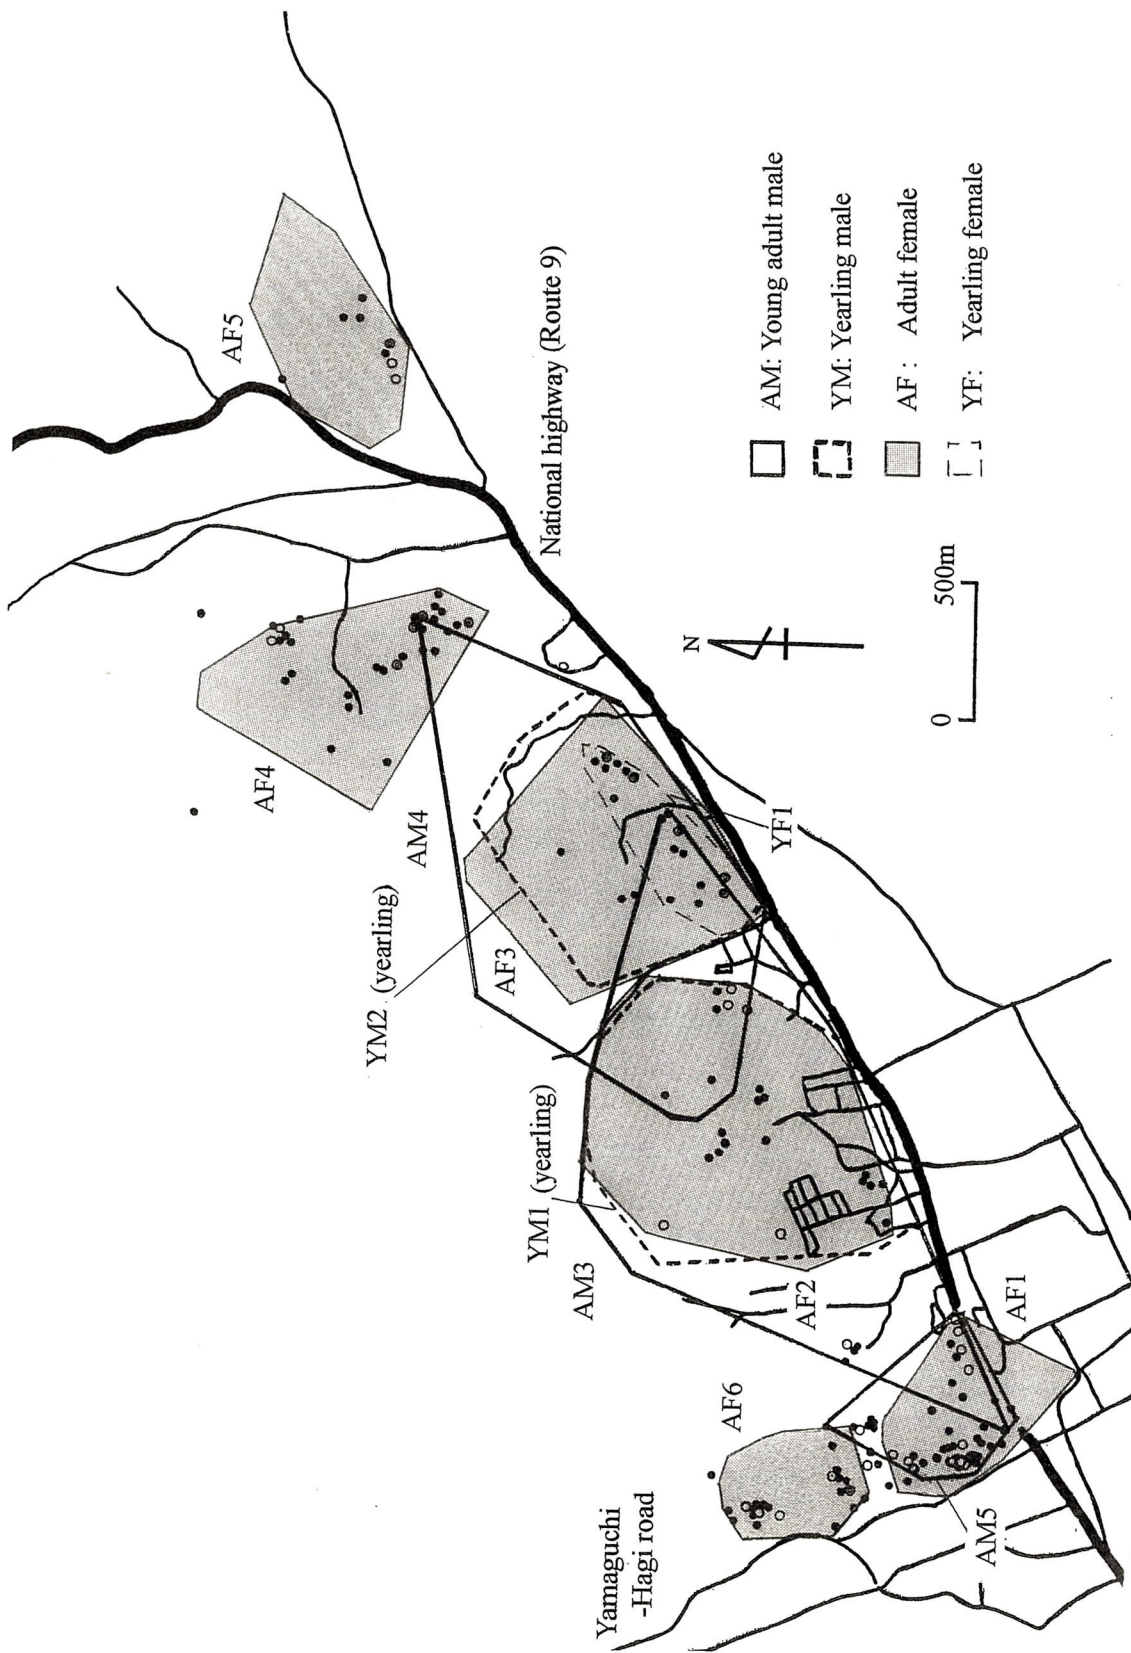 AF5
National highway (Route 9)
AF4
AM4
YM2 (yearling)
AF3
YF1
YM1 (yearling)
AM3
AF2
AF1
AF6
AM5
Yamaguchi
-Hagi road
N
0 500m
AM: Young adult male
YM: Yearling male
AF : Adult female
YF: Yearling female